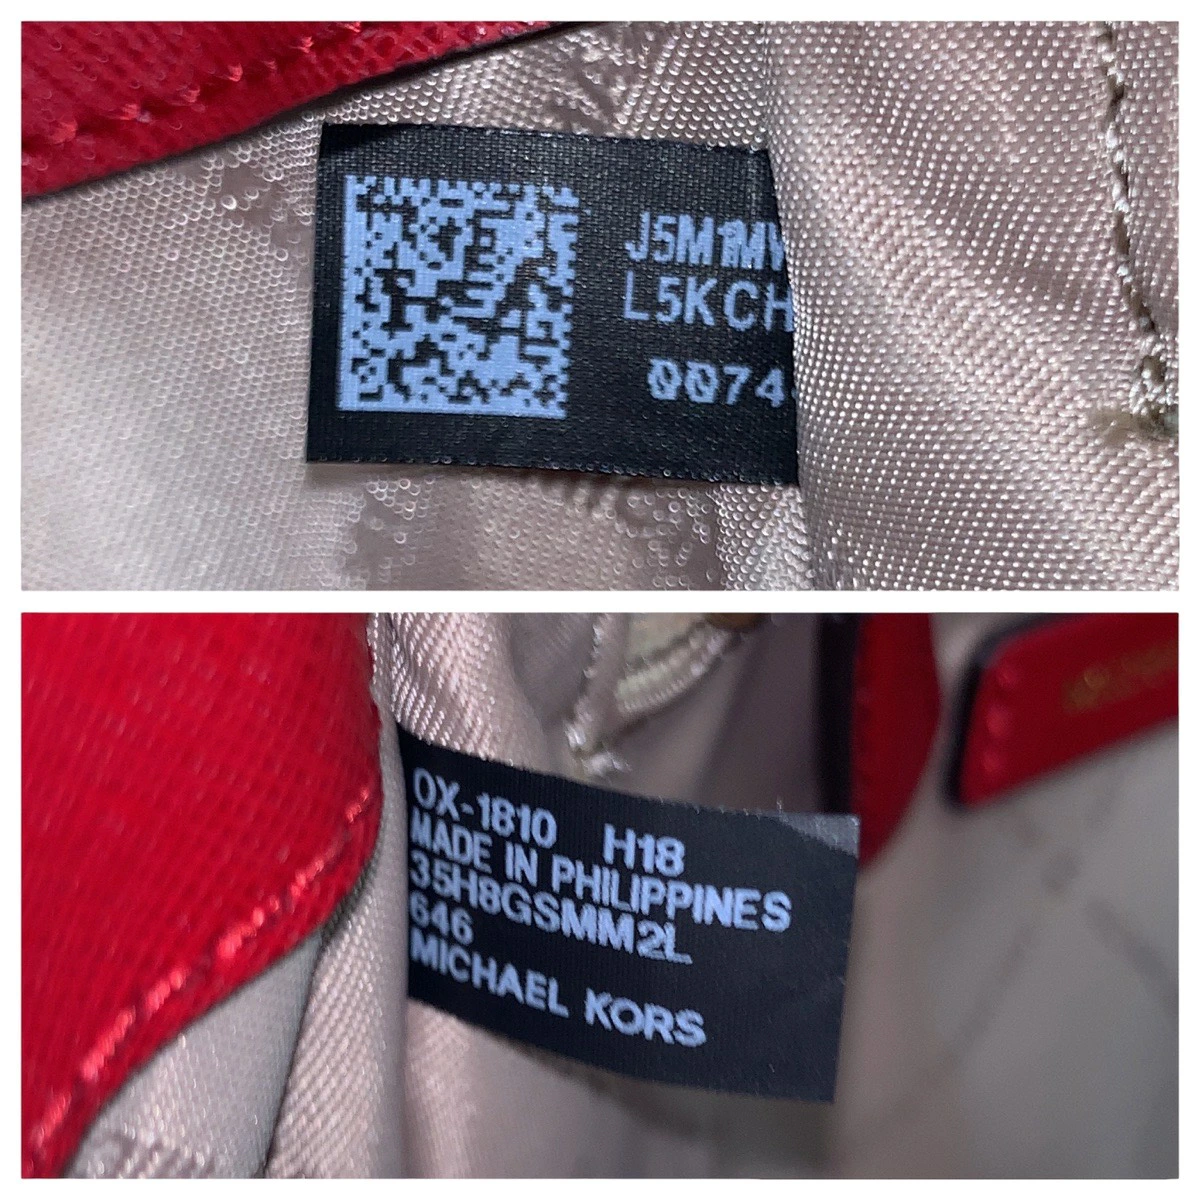 J5M1MV
L5KCH
0074
OX-1810 H18
MADE IN PHILIPPINES
35H8GSMM2L
646
MICHAEL KORS